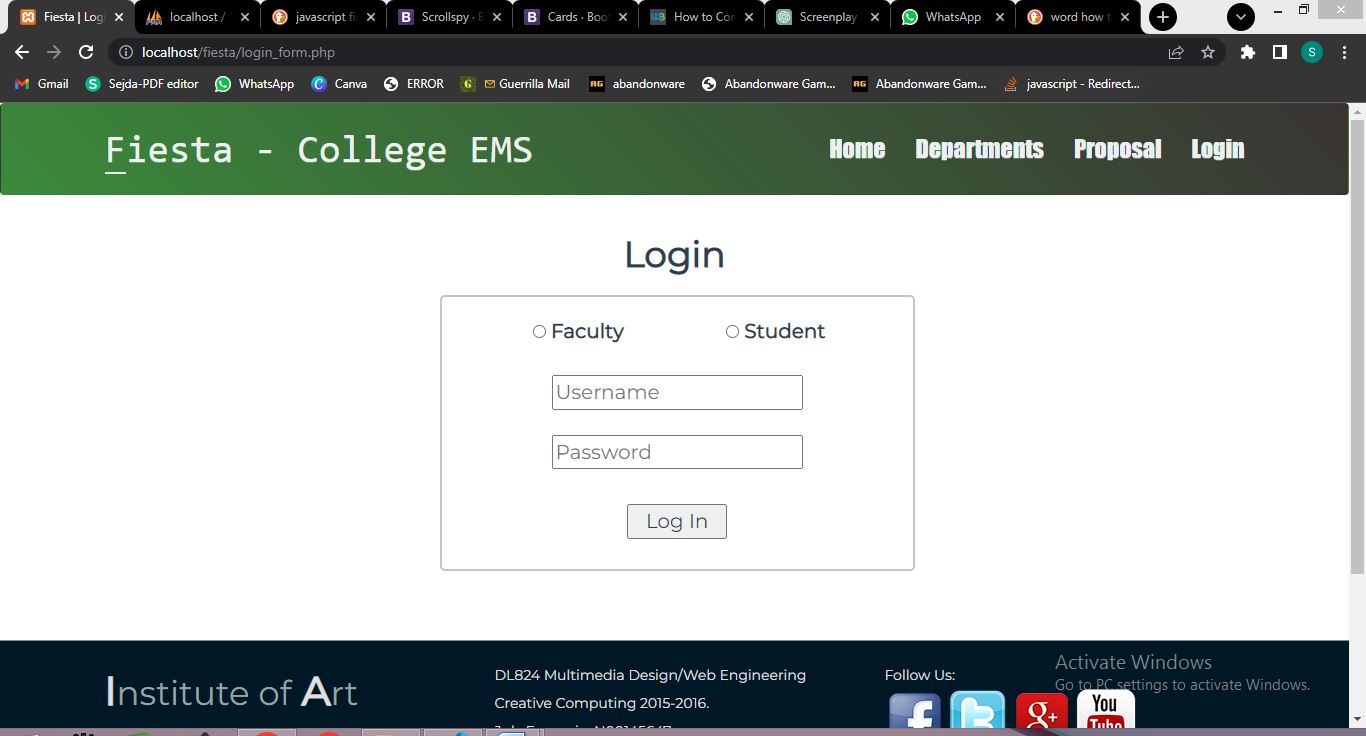 Fiesta | Logi
localhost /
javascript fi
Scrollspy · B
Cards · Boo
How to Con
Screenplay
WhatsApp
word how t
localhost/fiesta/login_form.php
S
Gmail
Sejda-PDF editor
WhatsApp
Canva
ERROR
Guerrilla Mail
abandonware
Abandonware Gam...
Abandonware Gam...
javascript - Redirect...
Fiesta - College EMS
Home Departments Proposal Login
Login
Faculty Student
Username
Password
Log In
Institute of Art
DL824 Multimedia Design/Web Engineering
Creative Computing 2015-2016.
Follow Us:
You
Tube
Activate Windows
Go to PC settings to activate Windows.